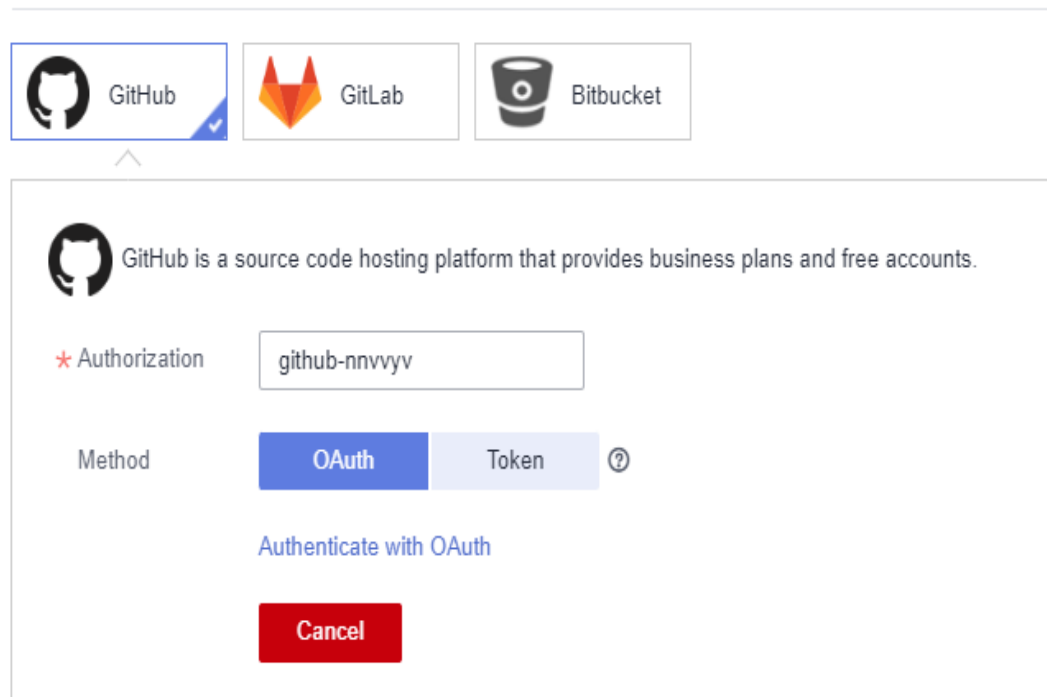 GitHub GitLab Bitbucket
GitHub is a source code hosting platform that provides business plans and free accounts.
* Authorization github-nnvvyv
Method OAuth Token ?
Authenticate with OAuth
Cancel